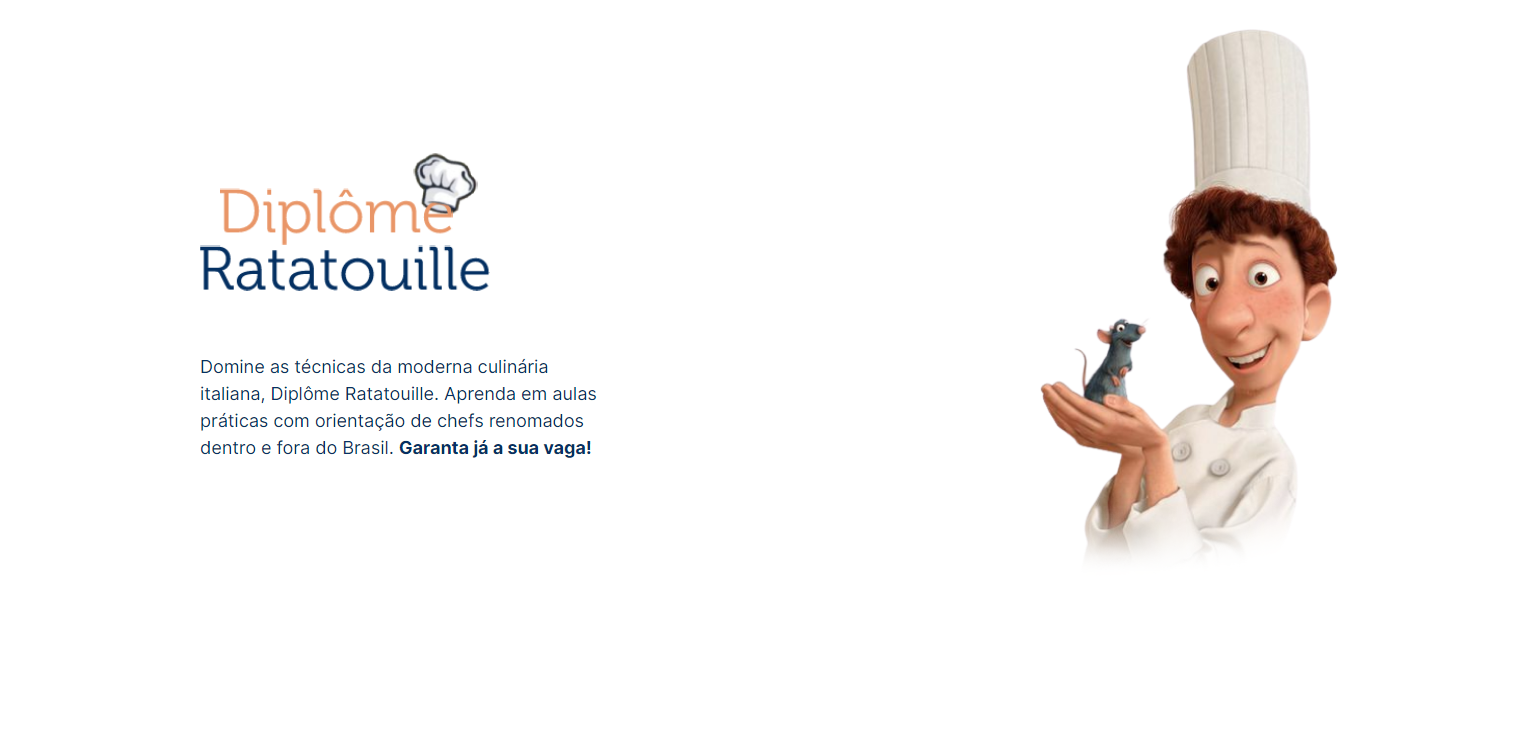 Diplôme
Ratatouille
Domine as técnicas da moderna culinária
italiana, Diplôme Ratatouille. Aprenda em aulas
práticas com orientação de chefs renomados
dentro e fora do Brasil. Garanta já a sua vaga!